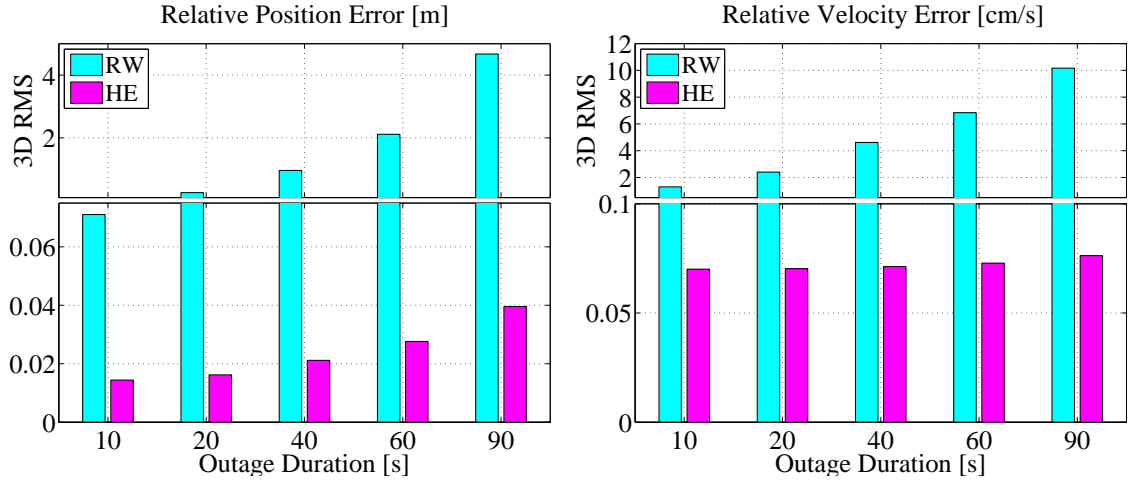 Relative Position Error [m]
4
2
3D RMS
RW
HE
0.06
0.04
0.02
0
10 20 40 60 90
Outage Duration [s]
Relative Velocity Error [cm/s]
12
10
8
6
4
2
3D RMS
RW
HE
0.1
0.05
0
10 20 40 60 90
Outage Duration [s]